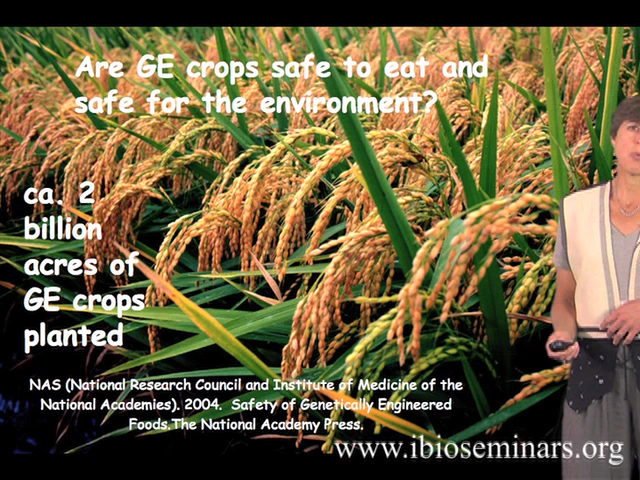 Are GE crops safe to eat and
safe for the environment?
ca. 2
billion
acres of
GE crops
planted
NAS (National Research Council and Institute of Medicine of the
National Academies). 2004. Safety of Genetically Engineered
Foods.The National Academy Press.
www.ibioseminars.org